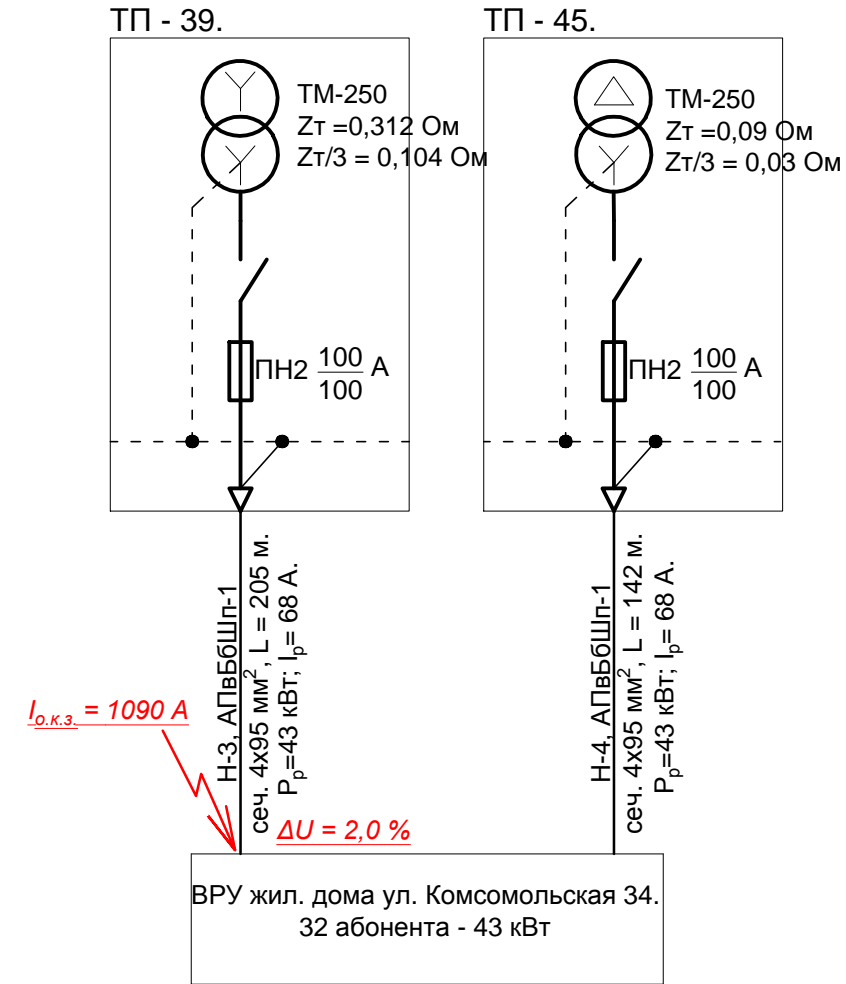 ТП - 39.
ТМ-250
Zт =0,312 Ом
Zт/3 = 0,104 Ом
ПН2 100/100 А
Н-3, АПвБбШп-1
сеч. 4х95 мм², L = 205 м.
Pр=43 кВт; Iр= 68 А.
ТП - 45.
ТМ-250
Zт =0,09 Ом
Zт/3 = 0,03 Ом
ПН2 100/100 А
Н-4, АПвБбШп-1
сеч. 4х95 мм², L = 142 м.
Pр=43 кВт; Iр= 68 А.
Iо.к.з. = 1090 А
ΔU = 2,0 %
ВРУ жил. дома ул. Комсомольская 34.
32 абонента - 43 кВт